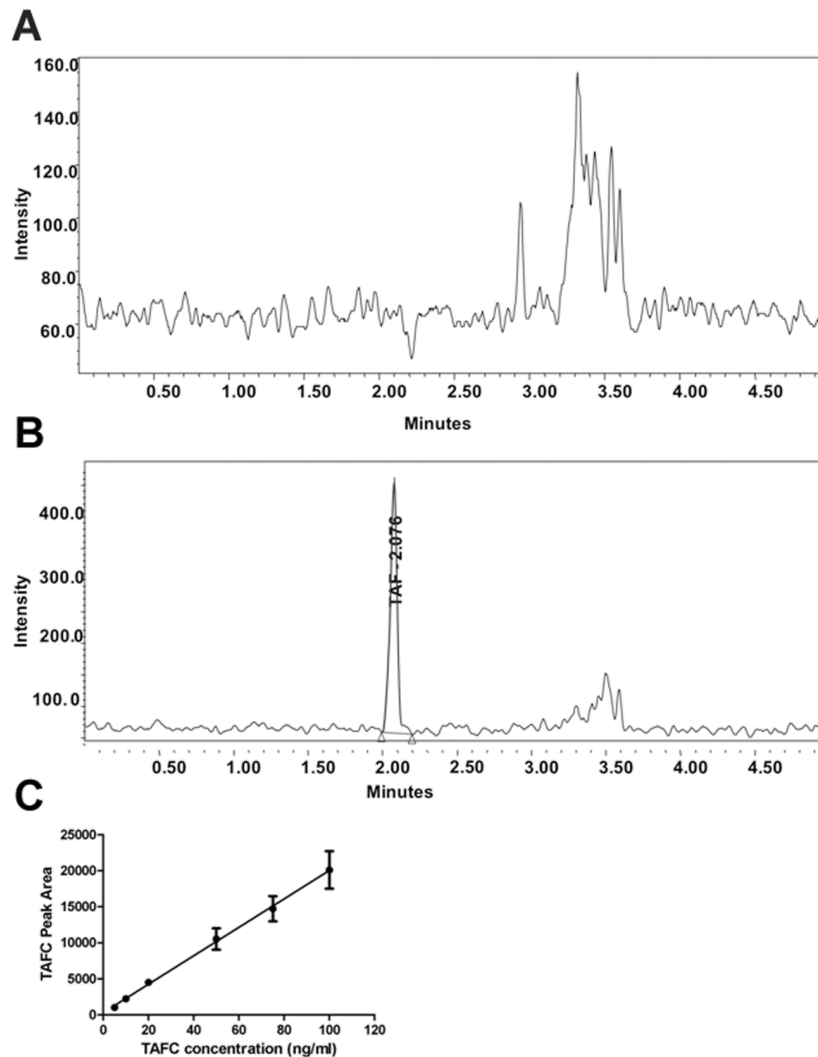 A
160.0
140.0
120.0
100.0
80.0
60.0
Intensity
0.50 1.00 1.50 2.00 2.50 3.00 3.50 4.00 4.50
Minutes
B
400.0
300.0
200.0
100.0
Intensity
TAF - 2.076
0.50 1.00 1.50 2.00 2.50 3.00 3.50 4.00 4.50
Minutes
C
25000
20000
15000
10000
5000
0
TAFC Peak Area
0 20 40 60 80 100 120
TAFC concentration (ng/ml)